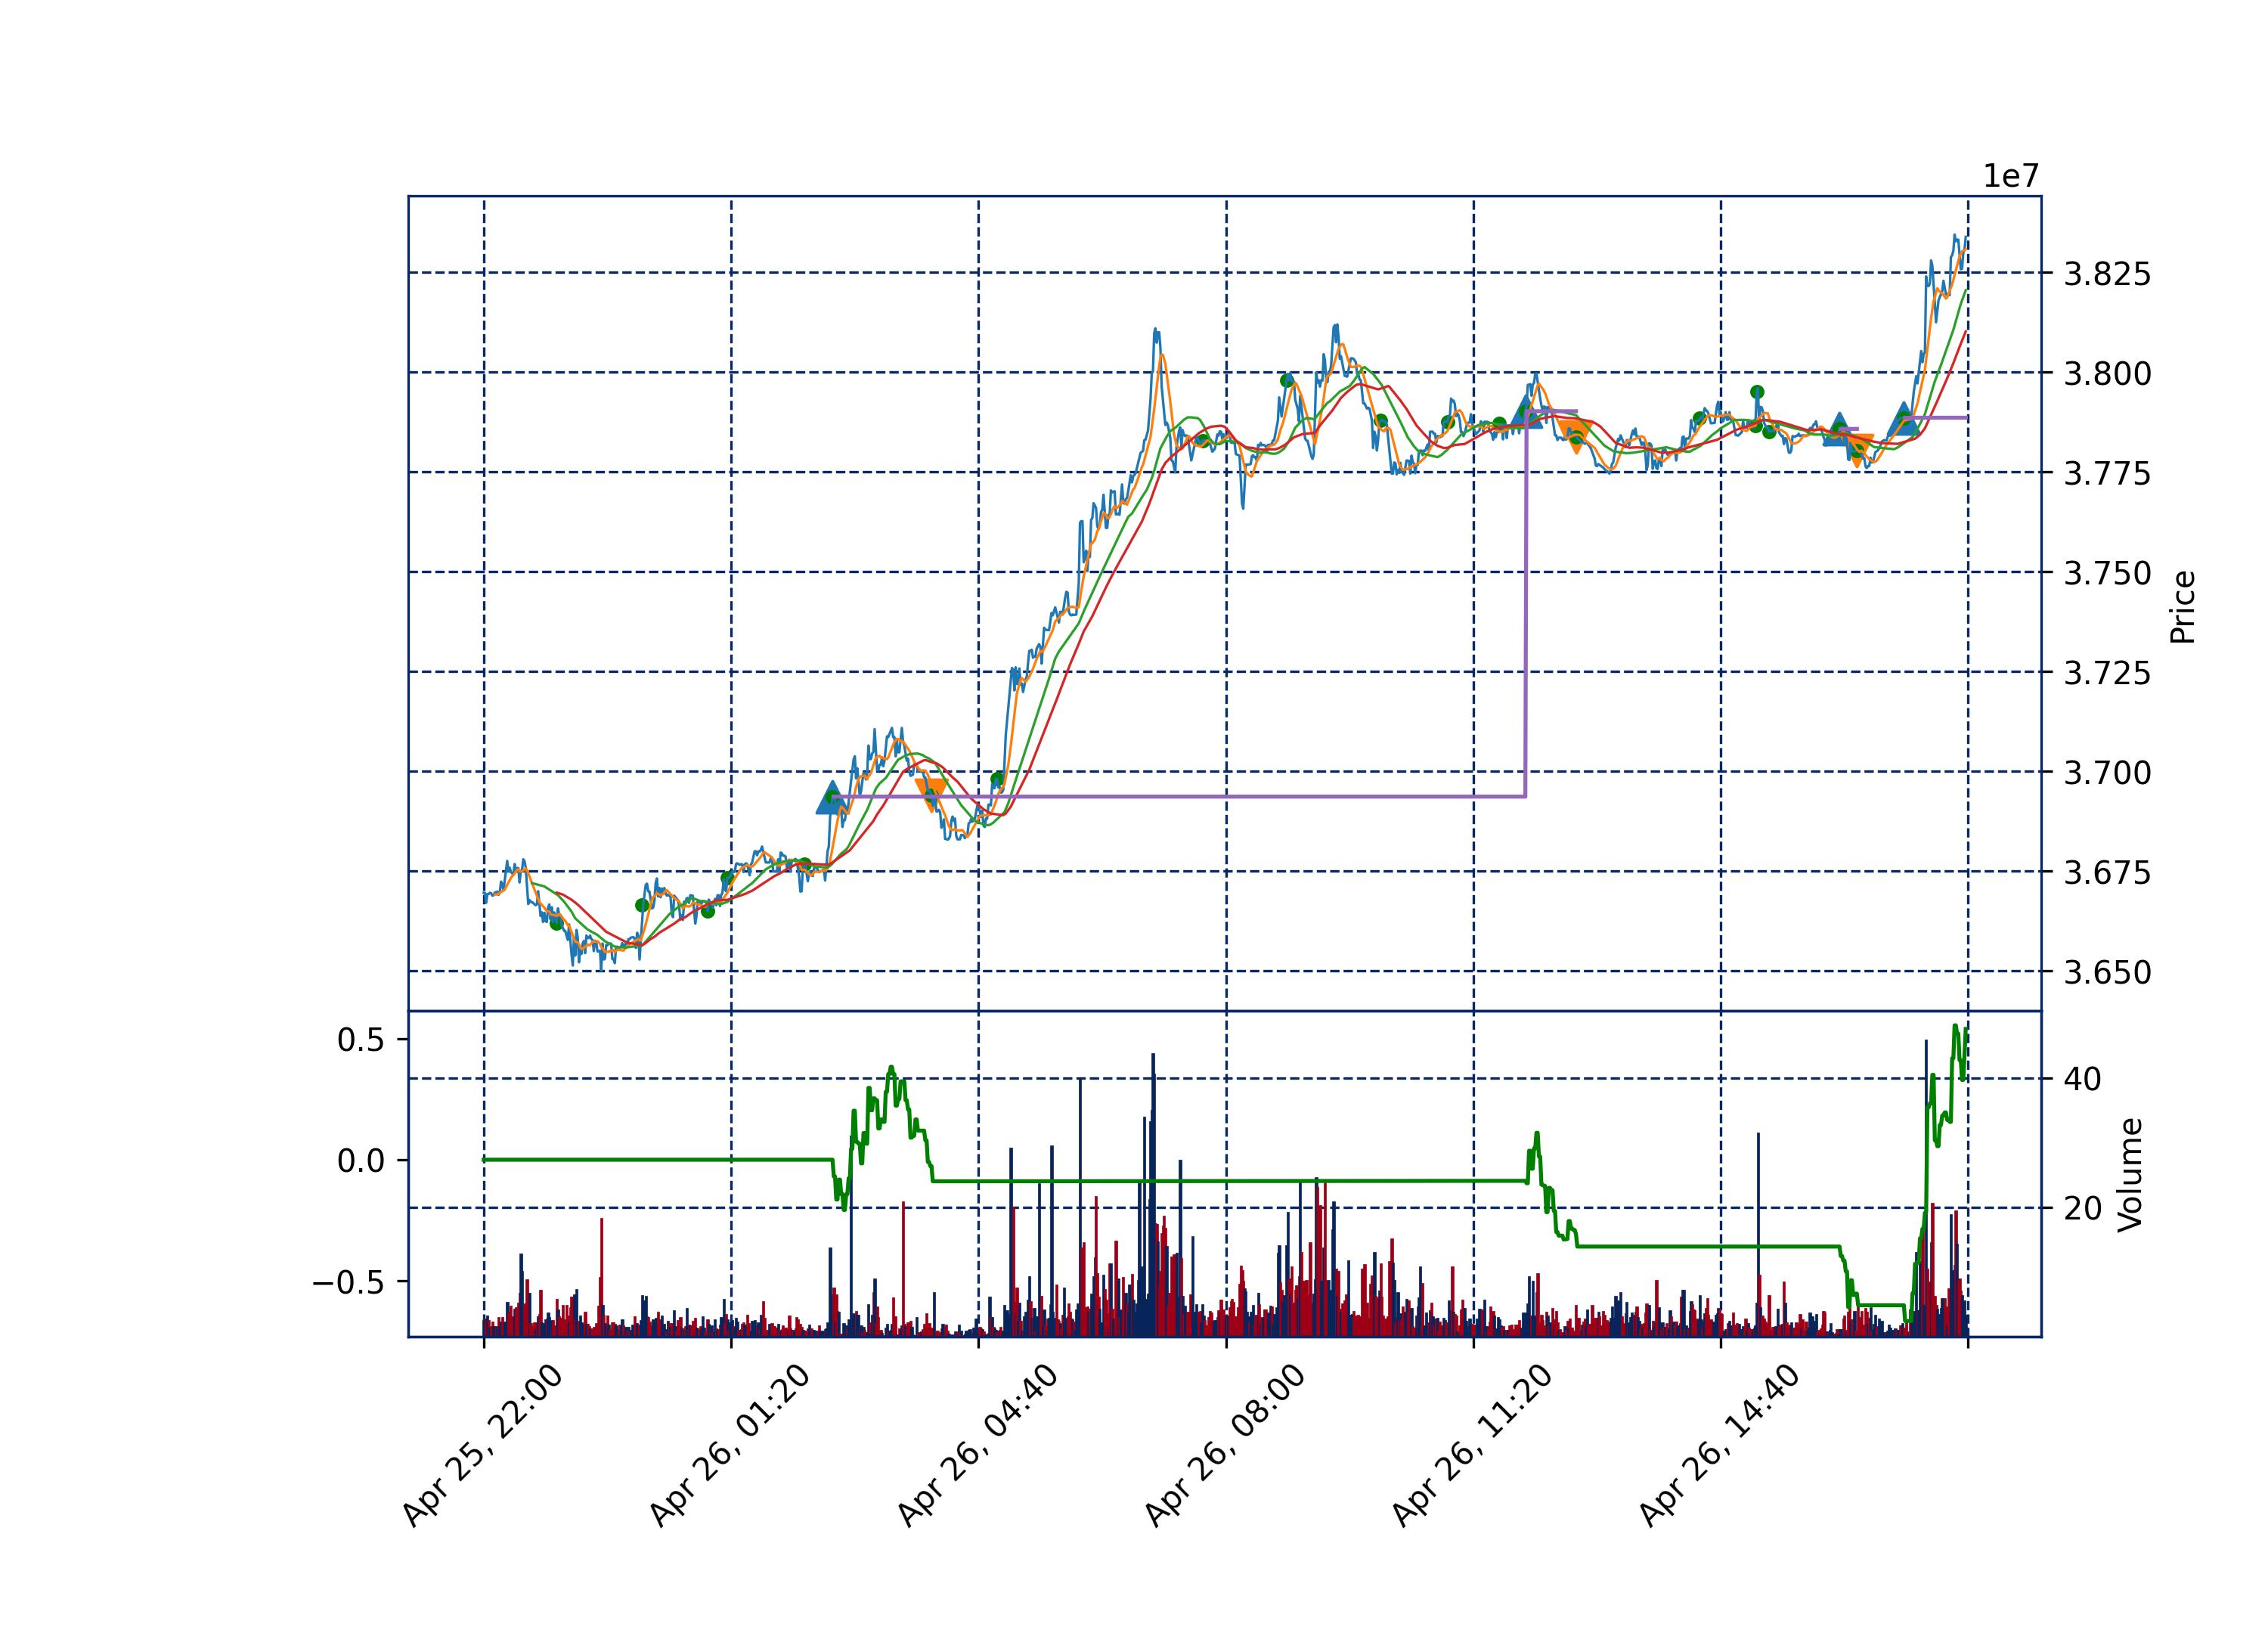 1e7
3.825
3.800
3.775
3.750
3.725
3.700
3.675
3.650
Price
0.5
0.0
−0.5
40
20
Volume
Apr 25, 22:00
Apr 26, 01:20
Apr 26, 04:40
Apr 26, 08:00
Apr 26, 11:20
Apr 26, 14:40